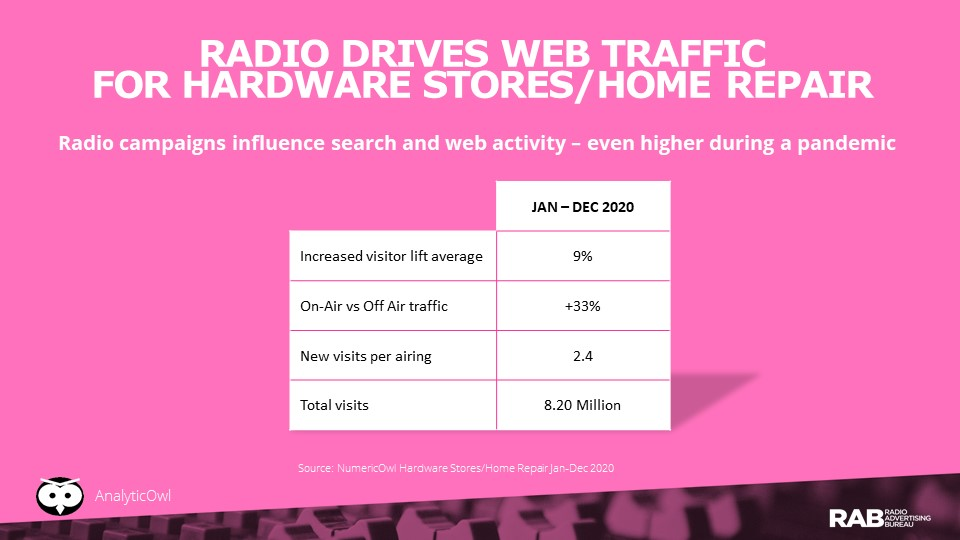 RADIO DRIVES WEB TRAFFIC
FOR HARDWARE STORES/HOME REPAIR
Radio campaigns influence search and web activity – even higher during a pandemic
JAN – DEC 2020
Increased visitor lift average 9%
On-Air vs Off Air traffic +33%
New visits per airing 2.4
Total visits 8.20 Million
Source: NumericOwl Hardware Stores/Home Repair Jan-Dec 2020
AnalyticOwl
RAB RADIO
ADVERTISING
BUREAU